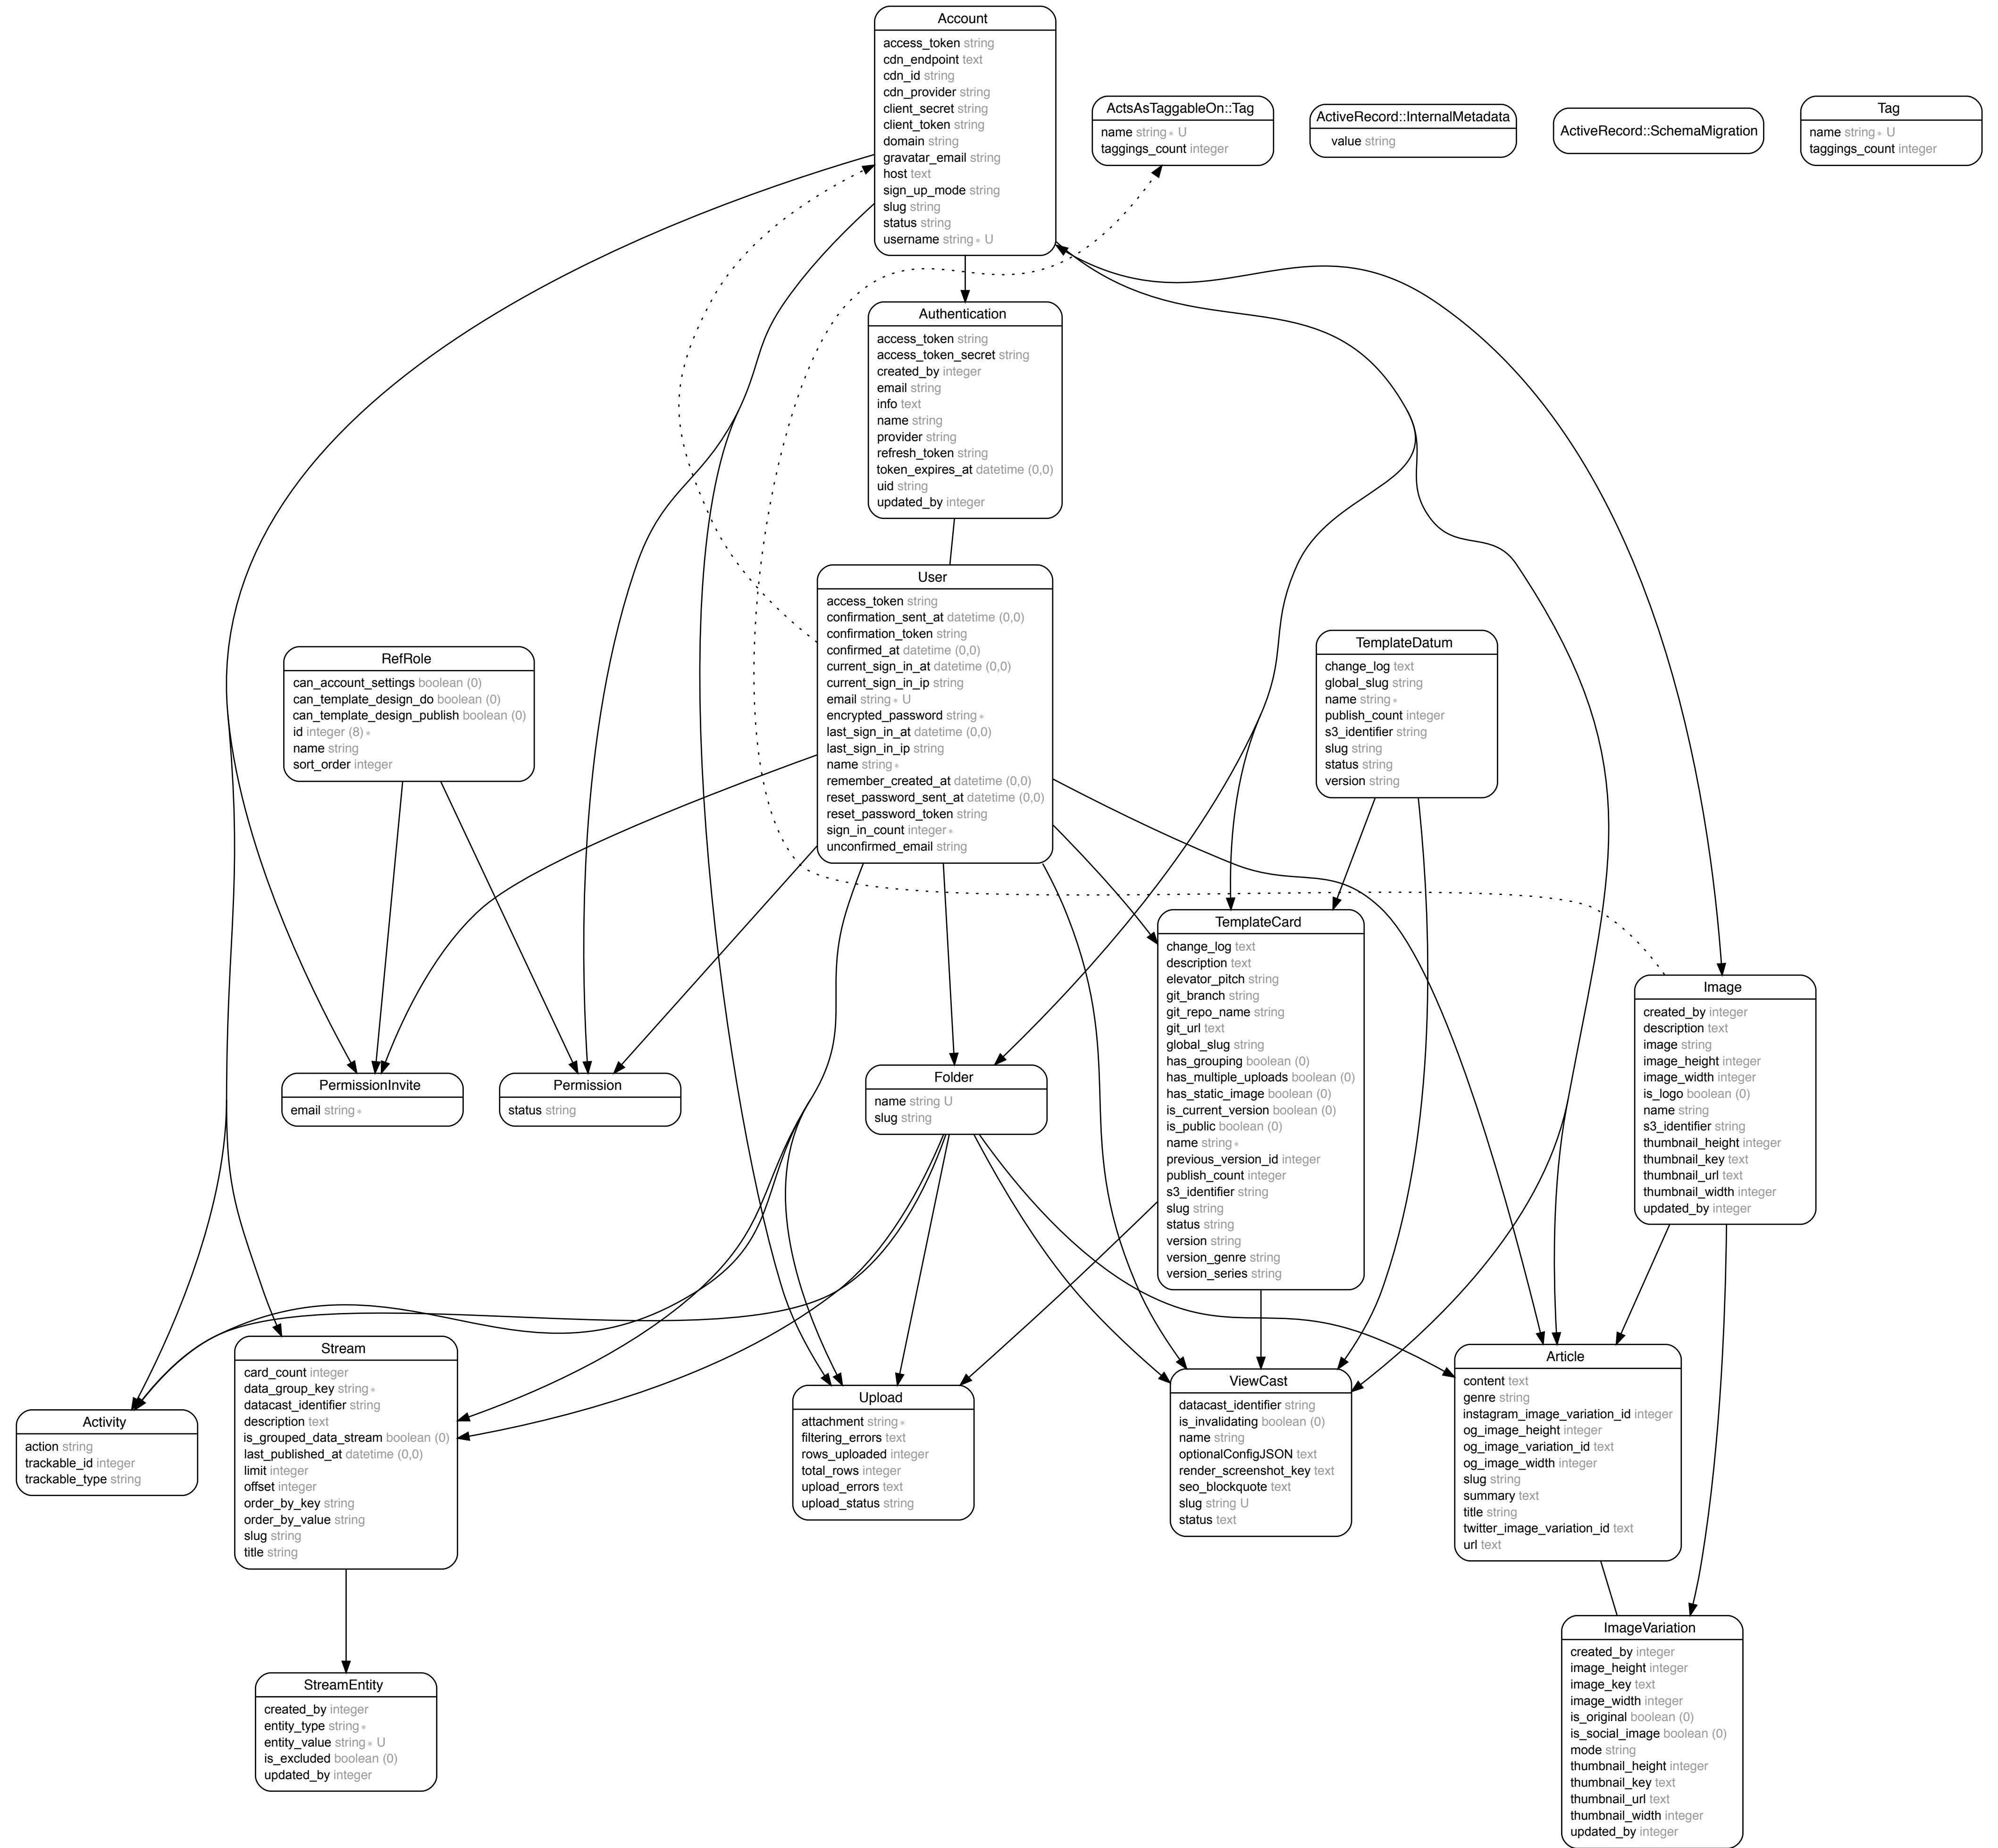 Account
access_token string
cdn_endpoint text
cdn_id string
cdn_provider string
client_secret string
client_token string
domain string
gravatar_email string
host text
sign_up_mode string
slug string
status string
username string * U
ActsAsTaggableOn::Tag
name string * U
taggings_count integer
ActiveRecord::InternalMetadata
value string
ActiveRecord::SchemaMigration
Tag
name string * U
taggings_count integer
Authentication
access_token string
access_token_secret string
created_by integer
email string
info text
name string
provider string
refresh_token string
token_expires_at datetime (0,0)
uid string
updated_by integer
User
access_token string
confirmation_sent_at datetime (0,0)
confirmation_token string
confirmed_at datetime (0,0)
current_sign_in_at datetime (0,0)
current_sign_in_ip string
email string * U
encrypted_password string *
last_sign_in_at datetime (0,0)
last_sign_in_ip string
name string *
remember_created_at datetime (0,0)
reset_password_sent_at datetime (0,0)
reset_password_token string
sign_in_count integer *
unconfirmed_email string
RefRole
can_account_settings boolean (0)
can_template_design_do boolean (0)
can_template_design_publish boolean (0)
id integer (8) *
name string
sort_order integer
TemplateDatum
change_log text
global_slug string
name string *
publish_count integer
s3_identifier string
slug string
status string
version string
TemplateCard
change_log text
description text
elevator_pitch string
git_branch string
git_repo_name string
git_url text
global_slug string
has_grouping boolean (0)
has_multiple_uploads boolean (0)
has_static_image boolean (0)
is_current_version boolean (0)
is_public boolean (0)
name string *
previous_version_id integer
publish_count integer
s3_identifier string
slug string
status string
version string
version_genre string
version_series string
Image
created_by integer
description text
image string
image_height integer
image_width integer
is_logo boolean (0)
name string
s3_identifier string
thumbnail_height integer
thumbnail_key text
thumbnail_url text
thumbnail_width integer
updated_by integer
PermissionInvite
email string *
Permission
status string
Folder
name string U
slug string
Stream
card_count integer
data_group_key string *
datacast_identifier string
description text
is_grouped_data_stream boolean (0)
last_published_at datetime (0,0)
limit integer
offset integer
order_by_key string
order_by_value string
slug string
title string
Activity
action string
trackable_id integer
trackable_type string
Upload
attachment string *
filtering_errors text
rows_uploaded integer
total_rows integer
upload_errors text
upload_status string
ViewCast
datacast_identifier string
is_invalidating boolean (0)
name string
optionalConfigJSON text
render_screenshot_key text
seo_blockquote text
slug string U
status text
Article
content text
genre string
instagram_image_variation_id integer
og_image_height integer
og_image_variation_id text
og_image_width integer
slug string
summary text
title string
twitter_image_variation_id text
url text
StreamEntity
created_by integer
entity_type string *
entity_value string * U
is_excluded boolean (0)
updated_by integer
ImageVariation
created_by integer
image_height integer
image_key text
image_width integer
is_original boolean (0)
is_social_image boolean (0)
mode string
thumbnail_height integer
thumbnail_key text
thumbnail_url text
thumbnail_width integer
updated_by integer